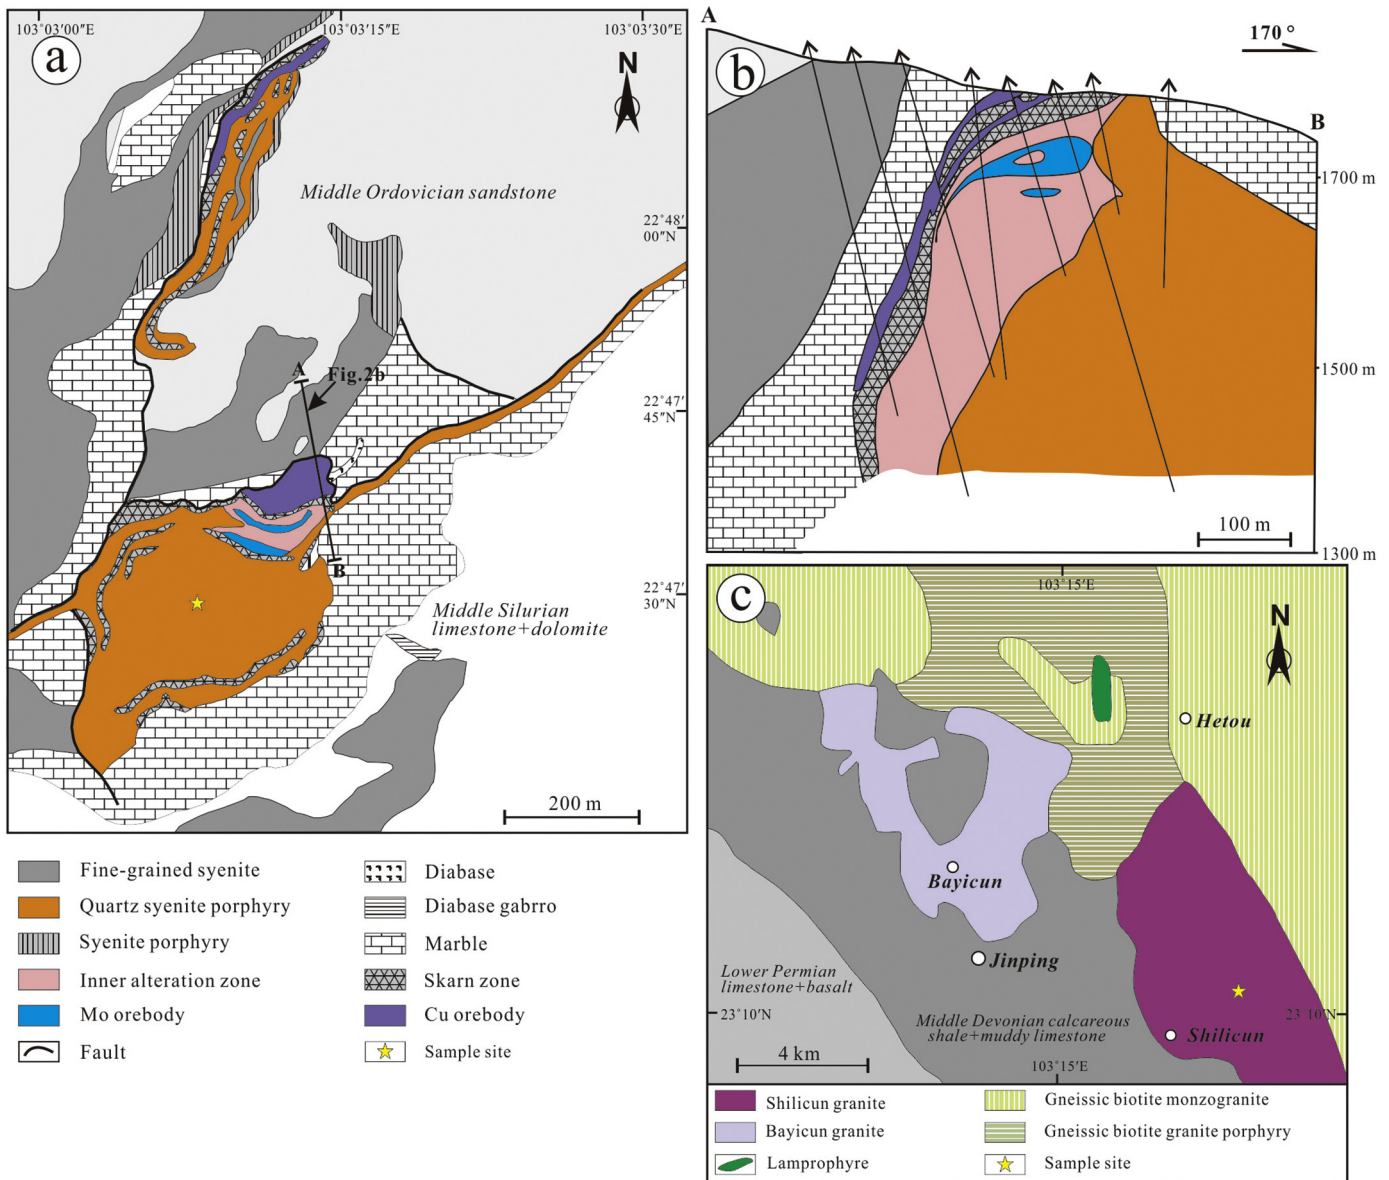 103°03′00″E
103°03′15″E
103°03′30″E
a
N
Middle Ordovician sandstone
22°48′
00″N
A
Fig.2b
22°47′
45″N
B
22°47′
30″N
Middle Silurian
limestone+dolomite
200 m
Fine-grained syenite
Quartz syenite porphyry
Syenite porphyry
Inner alteration zone
Mo orebody
Fault
Diabase
Diabase gabrro
Marble
Skarn zone
Cu orebody
Sample site
A
170 °
b
B
1700 m
1500 m
100 m
1300 m
c
103°15′E
N
Hetou
Bayicun
Jinping
Lower Permian
limestone+basalt
23°10′N
Middle Devonian calcareous
shale+muddy limestone
23°10′N
Shilicun
4 km
103°15′E
Shilicun granite
Bayicun granite
Lamprophyre
Gneissic biotite monzogranite
Gneissic biotite granite porphyry
Sample site